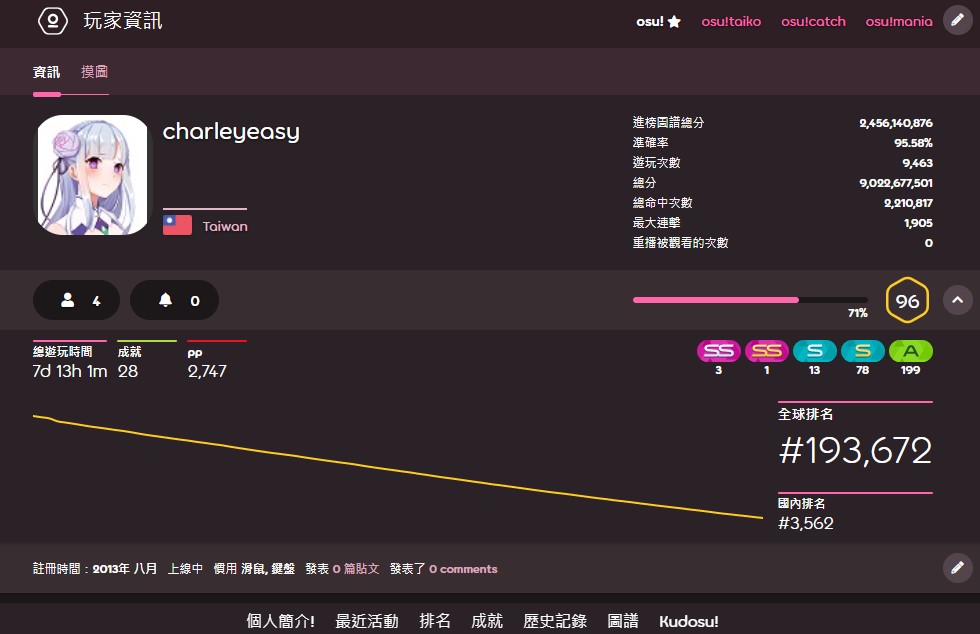 玩家資訊
osu! osu!taiko osu!catch osu!mania
資訊 摸圖
charleyeasy
Taiwan
進榜圖譜總分 2,456,140,876
準確率 95.58%
遊玩次數 9,463
總分 9,022,677,501
總命中次數 2,210,817
最大連擊 1,905
重播被觀看的次數 0
4 0
71% 96
總遊玩時間 成就 pp
7d 13h 1m 28 2,747
SS SS S S A
3 1 13 78 199
全球排名
#193,672
國內排名
#3,562
註冊時間：2013年 八月 上線中 慣用 滑鼠, 鍵盤 發表 0 篇貼文 發表了 0 comments
個人簡介! 最近活動 排名 成就 歷史記錄 圖譜 Kudosu!